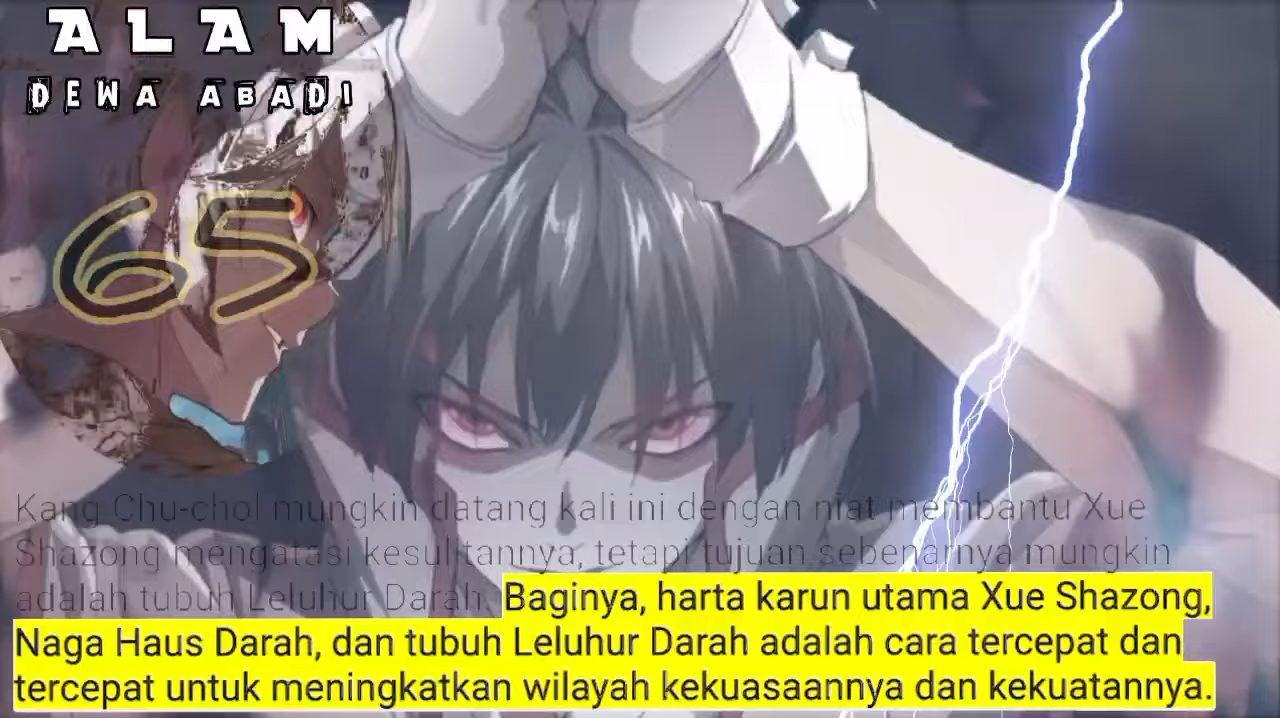 ALAM
DEWA ABADI
65
Kang Chu-chol mungkin datang kali ini dengan niat membantu Xue
Shazong mengatasi kesulitannya, tetapi tujuan sebenarnya mungkin
adalah tubuh Leluhur Darah. Baginya, harta karun utama Xue Shazong,
Naga Haus Darah, dan tubuh Leluhur Darah adalah cara tercepat dan
tercepat untuk meningkatkan wilayah kekuasaannya dan kekuatannya.